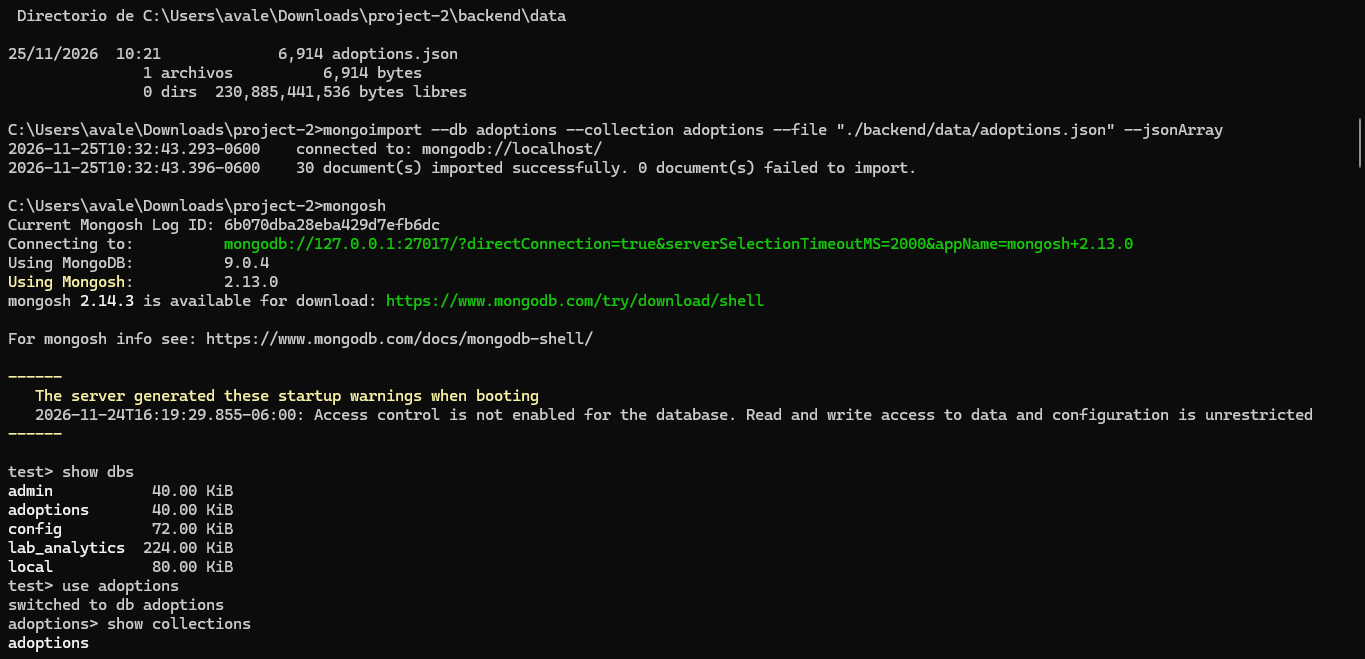 Directorio de C:\Users\avale\Downloads\project-2\backend\data
25/11/2026  10:21             6,914 adoptions.json
               1 archivos          6,914 bytes
               0 dirs  230,885,441,536 bytes libres
C:\Users\avale\Downloads\project-2>mongoimport --db adoptions --collection adoptions --file "./backend/data/adoptions.json" --jsonArray
2026-11-25T10:32:43.293-0600    connected to: mongodb://localhost/
2026-11-25T10:32:43.396-0600    30 document(s) imported successfully. 0 document(s) failed to import.
C:\Users\avale\Downloads\project-2>mongosh
Current Mongosh Log ID: 6b070dba28eba429d7efb6dc
Connecting to:          mongodb://127.0.0.1:27017/?directConnection=true&serverSelectionTimeoutMS=2000&appName=mongosh+2.13.0
Using MongoDB:          9.0.4
Using Mongosh:          2.13.0
mongosh 2.14.3 is available for download: https://www.mongodb.com/try/download/shell
For mongosh info see: https://www.mongodb.com/docs/mongodb-shell/
------
   The server generated these startup warnings when booting
   2026-11-24T16:19:29.855-06:00: Access control is not enabled for the database. Read and write access to data and configuration is unrestricted
------
test> show dbs
admin           40.00 KiB
adoptions       40.00 KiB
config          72.00 KiB
lab_analytics  224.00 KiB
local           80.00 KiB
test> use adoptions
switched to db adoptions
adoptions> show collections
adoptions